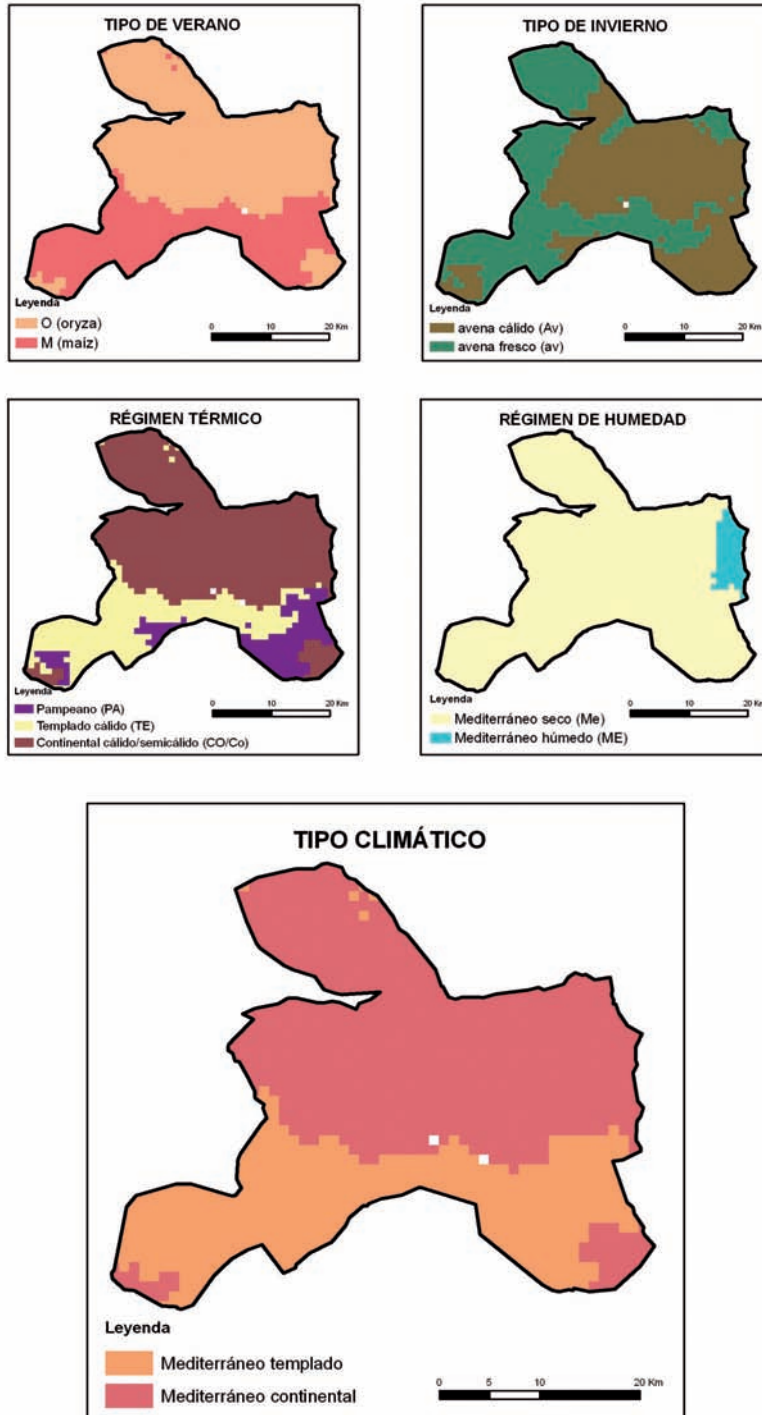 TIPO DE VERANO
Leyenda
O (oryza)
M (maíz)
0 10 20 Km
TIPO DE INVIERNO
Leyenda
avena cálido (Av)
avena fresco (av)
0 10 20 Km
RÉGIMEN TÉRMICO
Leyenda
Pampeano (PA)
Templado cálido (TE)
Continental cálido/semicálido (CO/Co)
0 10 20 Km
RÉGIMEN DE HUMEDAD
Leyenda
Mediterráneo seco (Me)
Mediterráneo húmedo (ME)
0 10 20 Km
TIPO CLIMÁTICO
Leyenda
Mediterráneo templado
Mediterráneo continental
0 5 10 20 Km